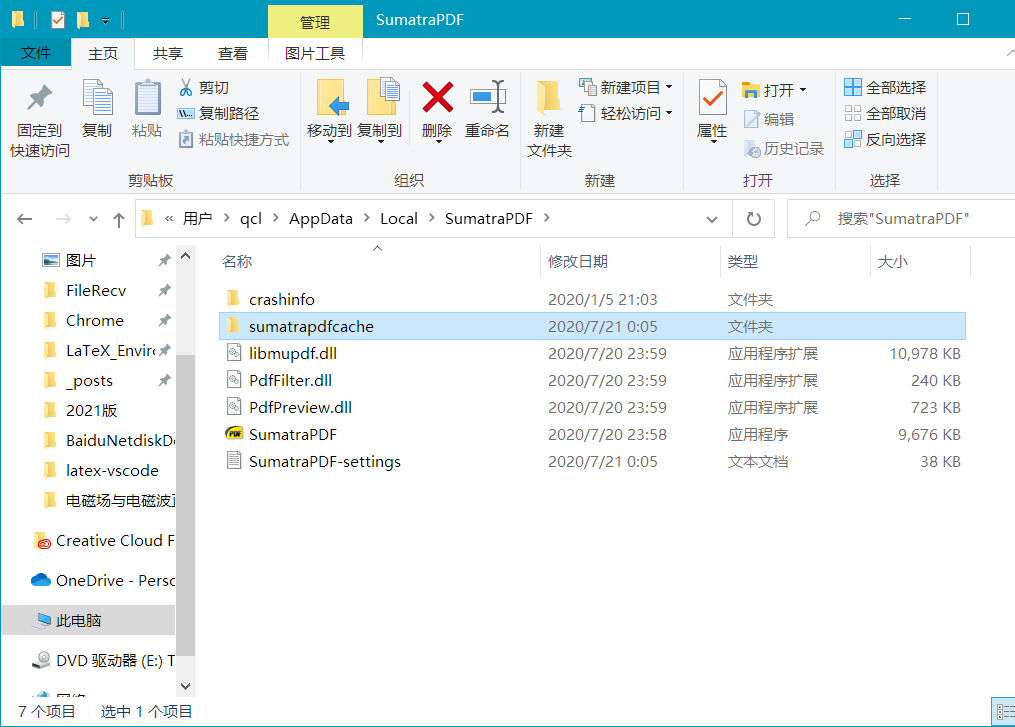 管理
SumatraPDF
文件
主页
共享
查看
图片工具
固定到
快速访问
复制
粘贴
剪切
复制路径
粘贴快捷方式
剪贴板
移动到
复制到
删除
重命名
组织
新建
文件夹
新建项目
轻松访问
新建
属性
打开
编辑
历史记录
打开
全部选择
全部取消
反向选择
选择
« 用户 > qcl > AppData > Local > SumatraPDF >
搜索"SumatraPDF"
图片
FileRecv
Chrome
LaTeX_Enviro
_posts
2021版
BaiduNetdiskDo
latex-vscode
电磁场与电磁波正
Creative Cloud F
OneDrive - Perso
此电脑
DVD 驱动器 (E:) T
网络
名称 修改日期 类型 大小
crashinfo 2020/1/5 21:03 文件夹
sumatrapdfcache 2020/7/21 0:05 文件夹
libmupdf.dll 2020/7/20 23:59 应用程序扩展 10,978 KB
PdfFilter.dll 2020/7/20 23:59 应用程序扩展 240 KB
PdfPreview.dll 2020/7/20 23:59 应用程序扩展 723 KB
PDF SumatraPDF 2020/7/20 23:58 应用程序 9,676 KB
SumatraPDF-settings 2020/7/21 0:05 文本文档 38 KB
7 个项目 选中 1 个项目